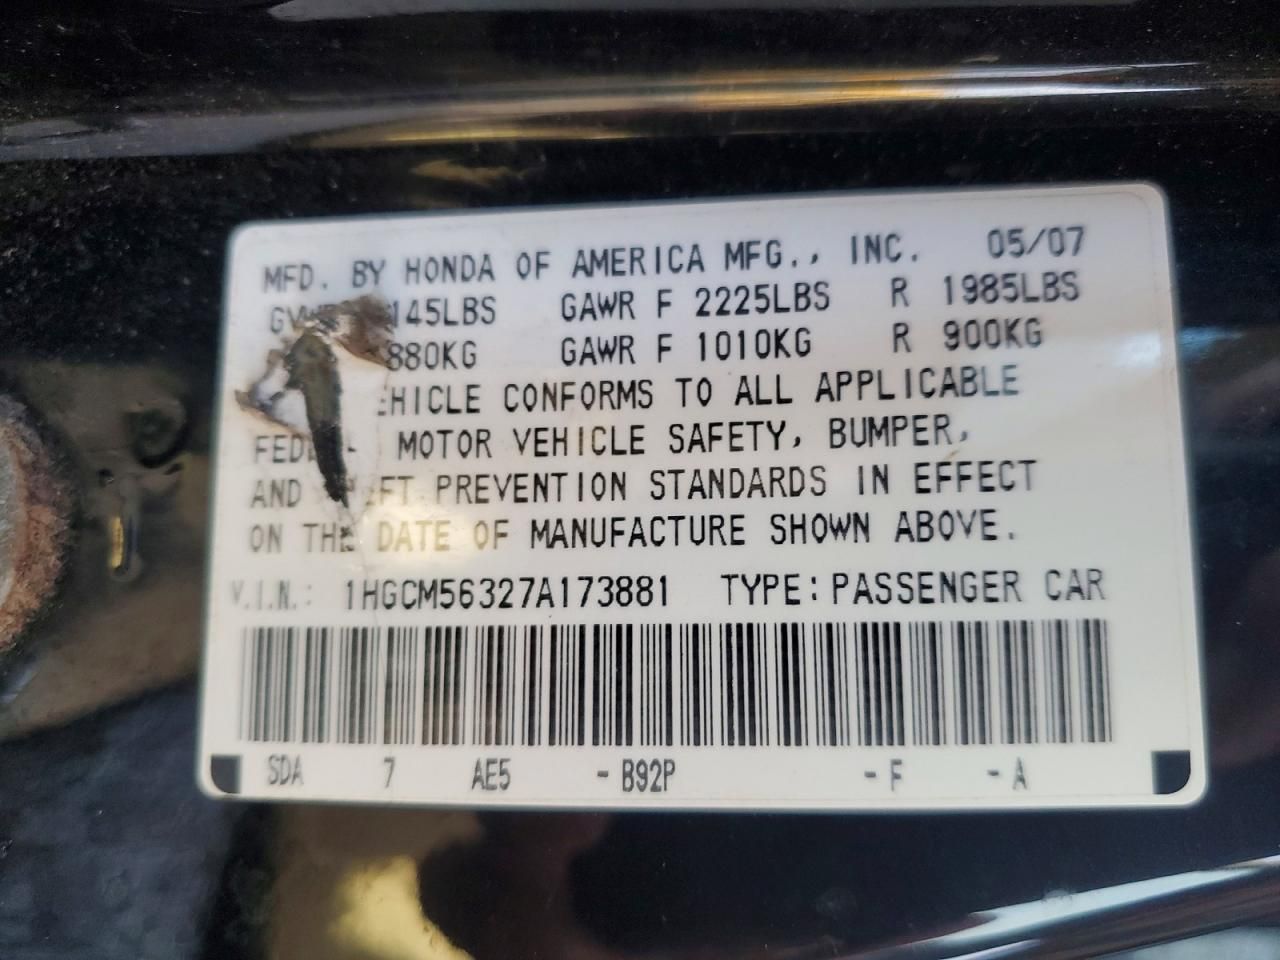 MFD. BY HONDA OF AMERICA MFG., INC. 05/07
145LBS GAWR F 2225LBS R 1985LBS
880KG GAWR F 1010KG R 900KG
EHICLE CONFORMS TO ALL APPLICABLE
MOTOR VEHICLE SAFETY, BUMPER,
AND PREVENTION STANDARDS IN EFFECT
ON THE DATE OF MANUFACTURE SHOWN ABOVE.
V.I.N.: 1HGCM56327A173881 TYPE: PASSENGER CAR
SDA 7 AE5 - B92P - F - A